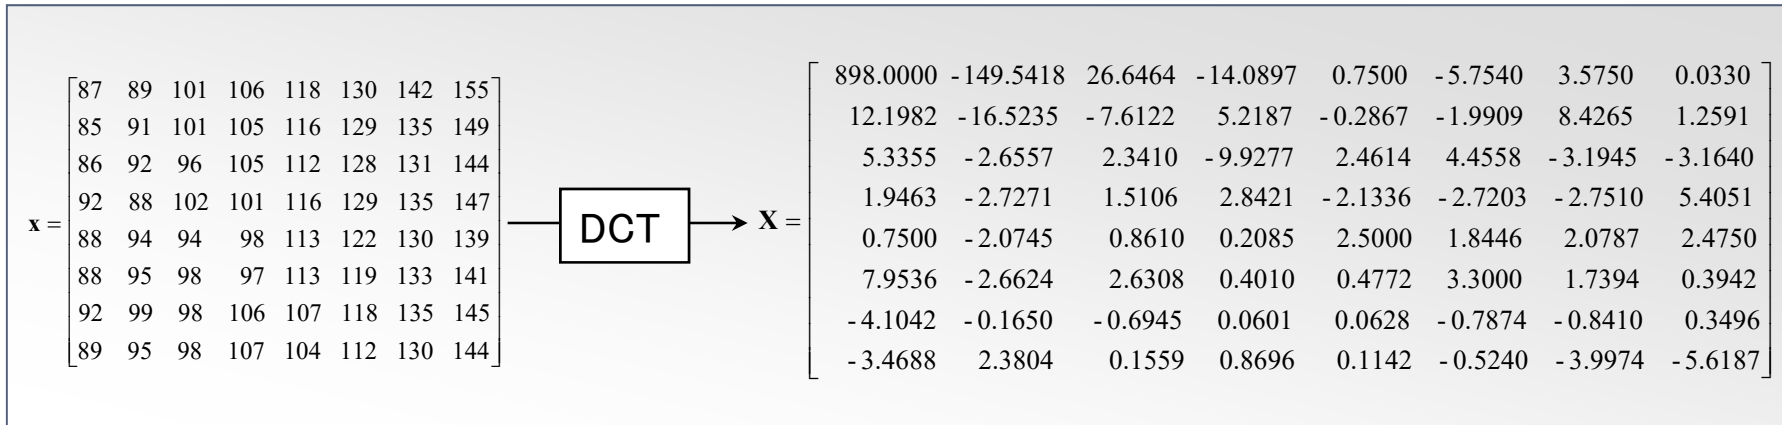 x = [87 89 101 106 118 130 142 155
85 91 101 105 116 129 135 149
86 92 96 105 112 128 131 144
92 88 102 101 116 129 135 147
88 94 94 98 113 122 130 139
88 95 98 97 113 119 133 141
92 99 98 106 107 118 135 145
89 95 98 107 104 112 130 144]
DCT
X = [898.0000 -149.5418 26.6464 -14.0897 0.7500 -5.7540 3.5750 0.0330
12.1982 -16.5235 -7.6122 5.2187 -0.2867 -1.9909 8.4265 1.2591
5.3355 -2.6557 2.3410 -9.9277 2.4614 4.4558 -3.1945 -3.1640
1.9463 -2.7271 1.5106 2.8421 -2.1336 -2.7203 -2.7510 5.4051
0.7500 -2.0745 0.8610 0.2085 2.5000 1.8446 2.0787 2.4750
7.9536 -2.6624 2.6308 0.4010 0.4772 3.3000 1.7394 0.3942
-4.1042 -0.1650 -0.6945 0.0601 0.0628 -0.7874 -0.8410 0.3496
-3.4688 2.3804 0.1559 0.8696 0.1142 -0.5240 -3.9974 -5.6187]